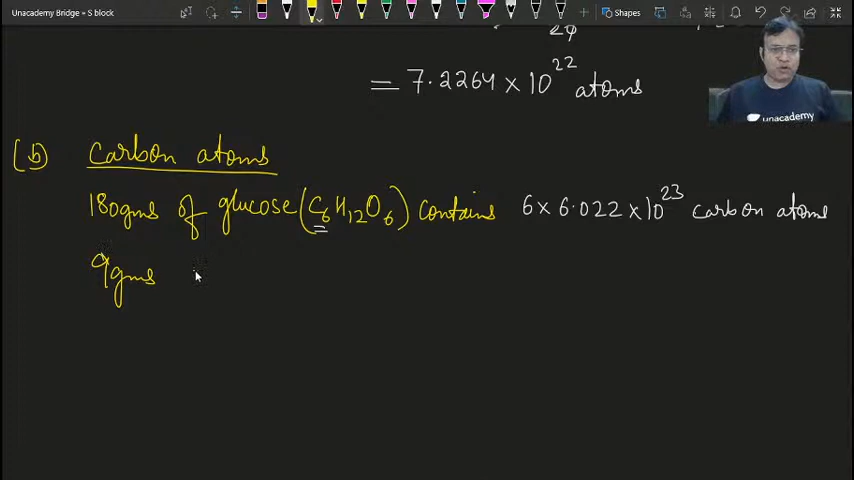 Unacademy Bridge • S block
Shapes
= 7.2264 × 10^22 atoms
unacademy
(b) Carbon atoms
180gms of glucose (C6H12O6) contains 6 × 6.022 × 10^23 carbon atoms
9gms